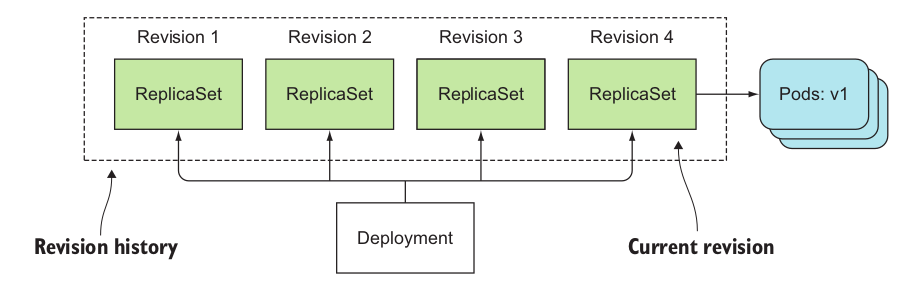 Revision 1
Revision 2
Revision 3
Revision 4
ReplicaSet
ReplicaSet
ReplicaSet
ReplicaSet
Pods: v1
Deployment
Revision history
Current revision